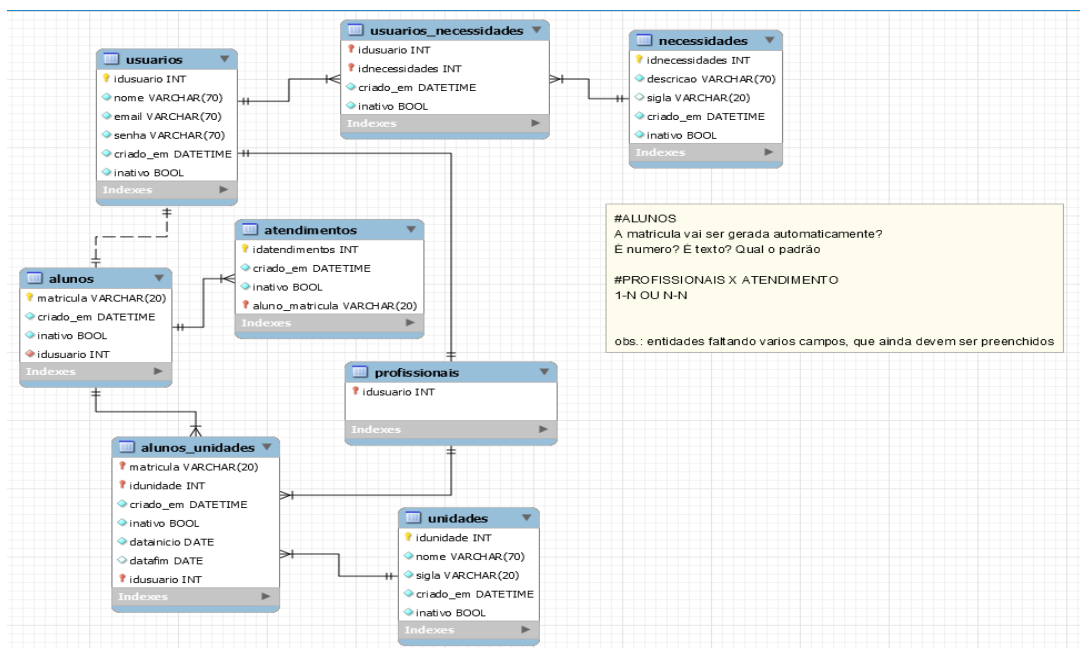 usuarios
idusuario INT
nome VARCHAR(70)
email VARCHAR(70)
senha VARCHAR(70)
criado_em DATETIME
inativo BOOL
Indexes
usuarios_necessidades
idusuario INT
idnecessidades INT
criado_em DATETIME
inativo BOOL
Indexes
necessidades
idnecessidades INT
descricao VARCHAR(70)
sigla VARCHAR(20)
criado_em DATETIME
inativo BOOL
Indexes
atendimentos
idatendimentos INT
criado_em DATETIME
inativo BOOL
aluno_matricula VARCHAR(20)
Indexes
alunos
matricula VARCHAR(20)
criado_em DATETIME
inativo BOOL
idusuario INT
Indexes
#ALUNOS
A matricula vai ser gerada automaticamente?
È numero? É texto? Qual o padrão
#PROFISSIONAIS X ATENDIMENTO
1-N OU N-N
obs.: entidades faltando varios campos, que ainda devem ser preenchidos
profissionais
idusuario INT
Indexes
alunos_unidades
matricula VARCHAR(20)
idunidade INT
criado_em DATETIME
inativo BOOL
datainicio DATE
datafim DATE
idusuario INT
Indexes
unidades
idunidade INT
nome VARCHAR(70)
sigla VARCHAR(20)
criado_em DATETIME
inativo BOOL
Indexes